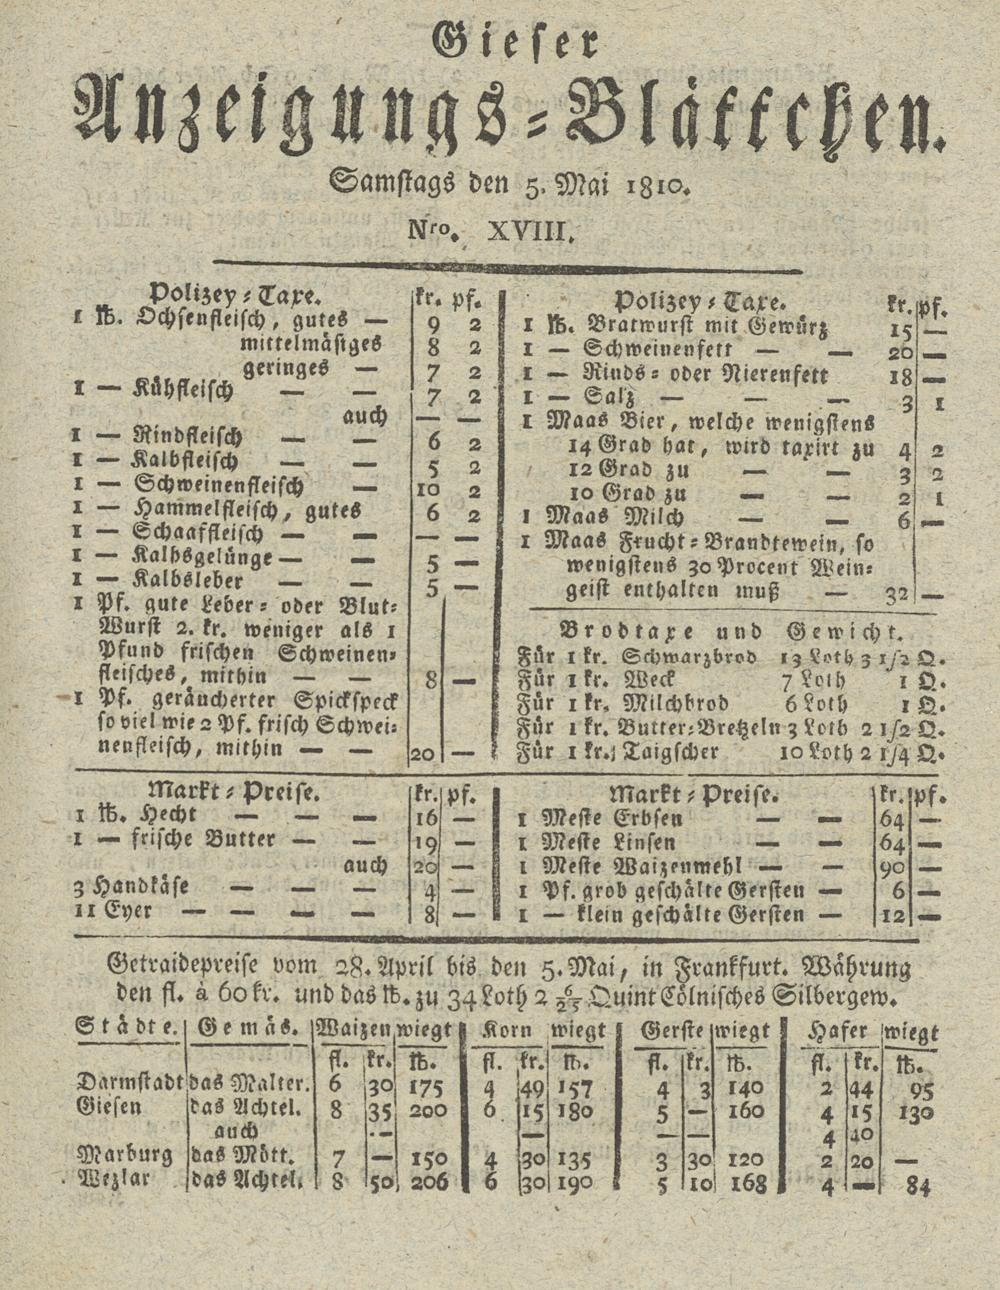 Gieser
Anzeigungs-Blättchen.
Samstags den 5. Mai 1810.
Nro. XVIII.
Polizey-Taxe. kr. pf.
1 ℔. Ochsenfleisch, gutes — 9 2
mittelmäsiges 8 2
geringes — 7 2
1 — Kühfleisch — — 7 2
auch — —
1 — Rindfleisch — — 6 2
1 — Kalbfleisch — — 5 2
1 — Schweinenfleisch — 10 2
1 — Hammelfleisch, gutes 6 2
1 — Schaaffleisch — — — —
1 — Kalbsgelünge — — 5 —
1 — Kalbsleber — — 5 —
1 Pf. gute Leber- oder Blut-
Wurst 2. kr. weniger als 1
Pfund frischen Schweinen-
fleisches, mithin — — 8 —
1 Pf. geräucherter Spickspeck
so viel wie 2 Pf. frisch Schwei-
nenfleisch, mithin — — 20 —
Polizey-Taxe. kr. pf.
1 ℔. Bratwurst mit Gewürz 15 —
1 — Schweinenfett — — 20 —
1 — Rinds- oder Nierenfett 18 —
1 — Salz — — — 3 1
1 Maas Bier, welche wenigstens
14 Grad hat, wird taxirt zu 4 2
12 Grad zu — — 3 2
10 Grad zu — — 2 1
1 Maas Milch — — 6 —
1 Maas Frucht-Brandtewein, so
wenigstens 30 Procent Wein-
geist enthalten muß — 32 —
Brodtaxe und Gewicht.
Für 1 kr. Schwarzbrod 13 Loth 3 1/2 Q.
Für 1 kr. Weck 7 Loth 1 Q.
Für 1 kr. Milchbrod 6 Loth 1 Q.
Für 1 kr. Butter-Bretzeln 3 Loth 2 1/2 Q.
Für 1 kr. Taigscher 10 Loth 2 1/4 Q.
Markt-Preise. kr. pf.
1 ℔. Hecht — — — 16 —
1 — frische Butter — — 19 —
auch 20 —
3 Handkäse — — — 4 —
11 Eyer — — — — 8 —
Markt-Preise. kr. pf.
1 Meste Erbsen — — 64 —
1 Meste Linsen — — 64 —
1 Meste Waizenmehl — — 90 —
1 Pf. grob geschälte Gersten — 6 —
1 — klein geschälte Gersten — 12 —
Getraidepreise vom 28. April bis den 5. Mai, in Frankfurt. Währung
den fl. à 60 kr. und das ℔. zu 34 Loth 2 6/25 Quint Cölnisches Silbergew.
Städte. Gemäs. Waizen wiegt Korn wiegt Gerste wiegt Hafer wiegt
fl. kr. ℔. fl. kr. ℔. fl. kr. ℔. fl. kr. ℔.
Darmstadt das Malter. 6 30 175 4 49 157 4 3 140 2 44 95
Giesen das Achtel. 8 35 200 6 15 180 5 — 160 4 15 130
auch — — — — 4 40
Marburg das Mött. 7 — 150 4 30 135 3 30 120 2 20 —
Wezlar das Achtel. 8 50 206 6 30 190 5 10 168 4 — 84